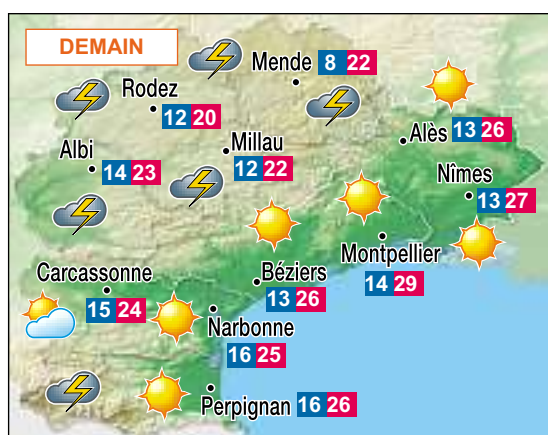 DEMAIN
Mende 8 22
Rodez
12 20
Alès 13 26
Millau
12 22
Albi
14 23
Nîmes
13 27
Montpellier
14 29
Carcassonne
15 24
Béziers
13 26
Narbonne
16 25
Perpignan 16 26